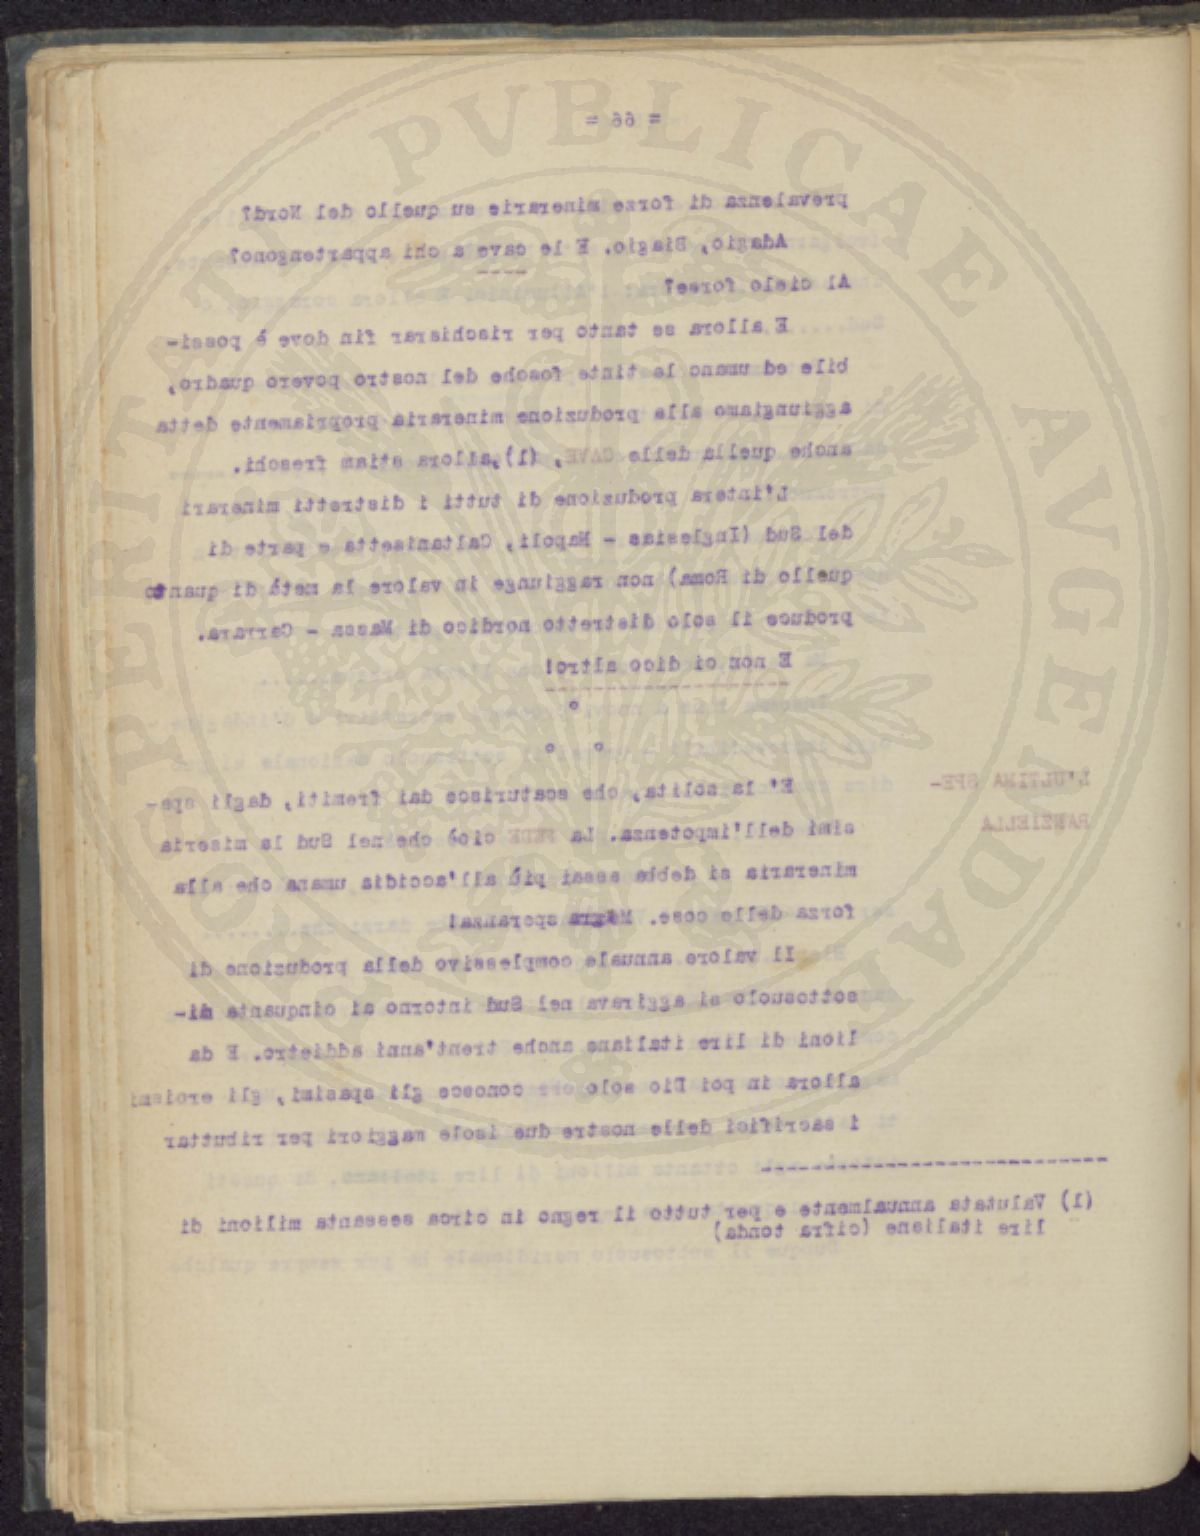 = 66 =
prevalenza di forze minerarie su quello del Nord?
Adagio, Biagio. E le cave a chi appartengono?
Al cielo forse?
E allora se tanto per rischiarar fin dove è possi-
bile ed umano le tinte fosche del nostro povero quadro,
aggiungiamo alla produzione mineraria propriamente detta
anche quella delle CAVE, (1), allora stiam freschi.
L'intera produzione di tutti i distretti minerari
del Sud (Inglesias - Napoli, Caltanisetta e parte di
quello di Roma) non raggiunge in valore la metà di quanto
produce il solo distretto nordico di Massa - Carrara.
E non ci dico altro!
°
° °
L'ULTIMA SPE-
RANZIELLA
E' la solita, che scaturisce dai fremiti, dagli spa-
simi dell'impotenza. La FEDE cioè che nel Sud la miseria
mineraria si debba assai più all'accidia umana che alla
forza delle cose. Magra speranza!
Il valore annuale complessivo della produzione di
sottosuolo si aggirava nel Sud intorno ai cinquanta mi-
lioni di lire italiane anche trent'anni addietro. E da
allora in poi Dio solo che conosce gli spasimi, gli eroismi
i sacrifici delle nostre due isole maggiori per ributtar
(1) Valutata annualmente e per tutto il regno in circa sessanta milioni di
lire italiane (cifra tonda)
PUBLICAE AUGENDAE
PROSPERITATI